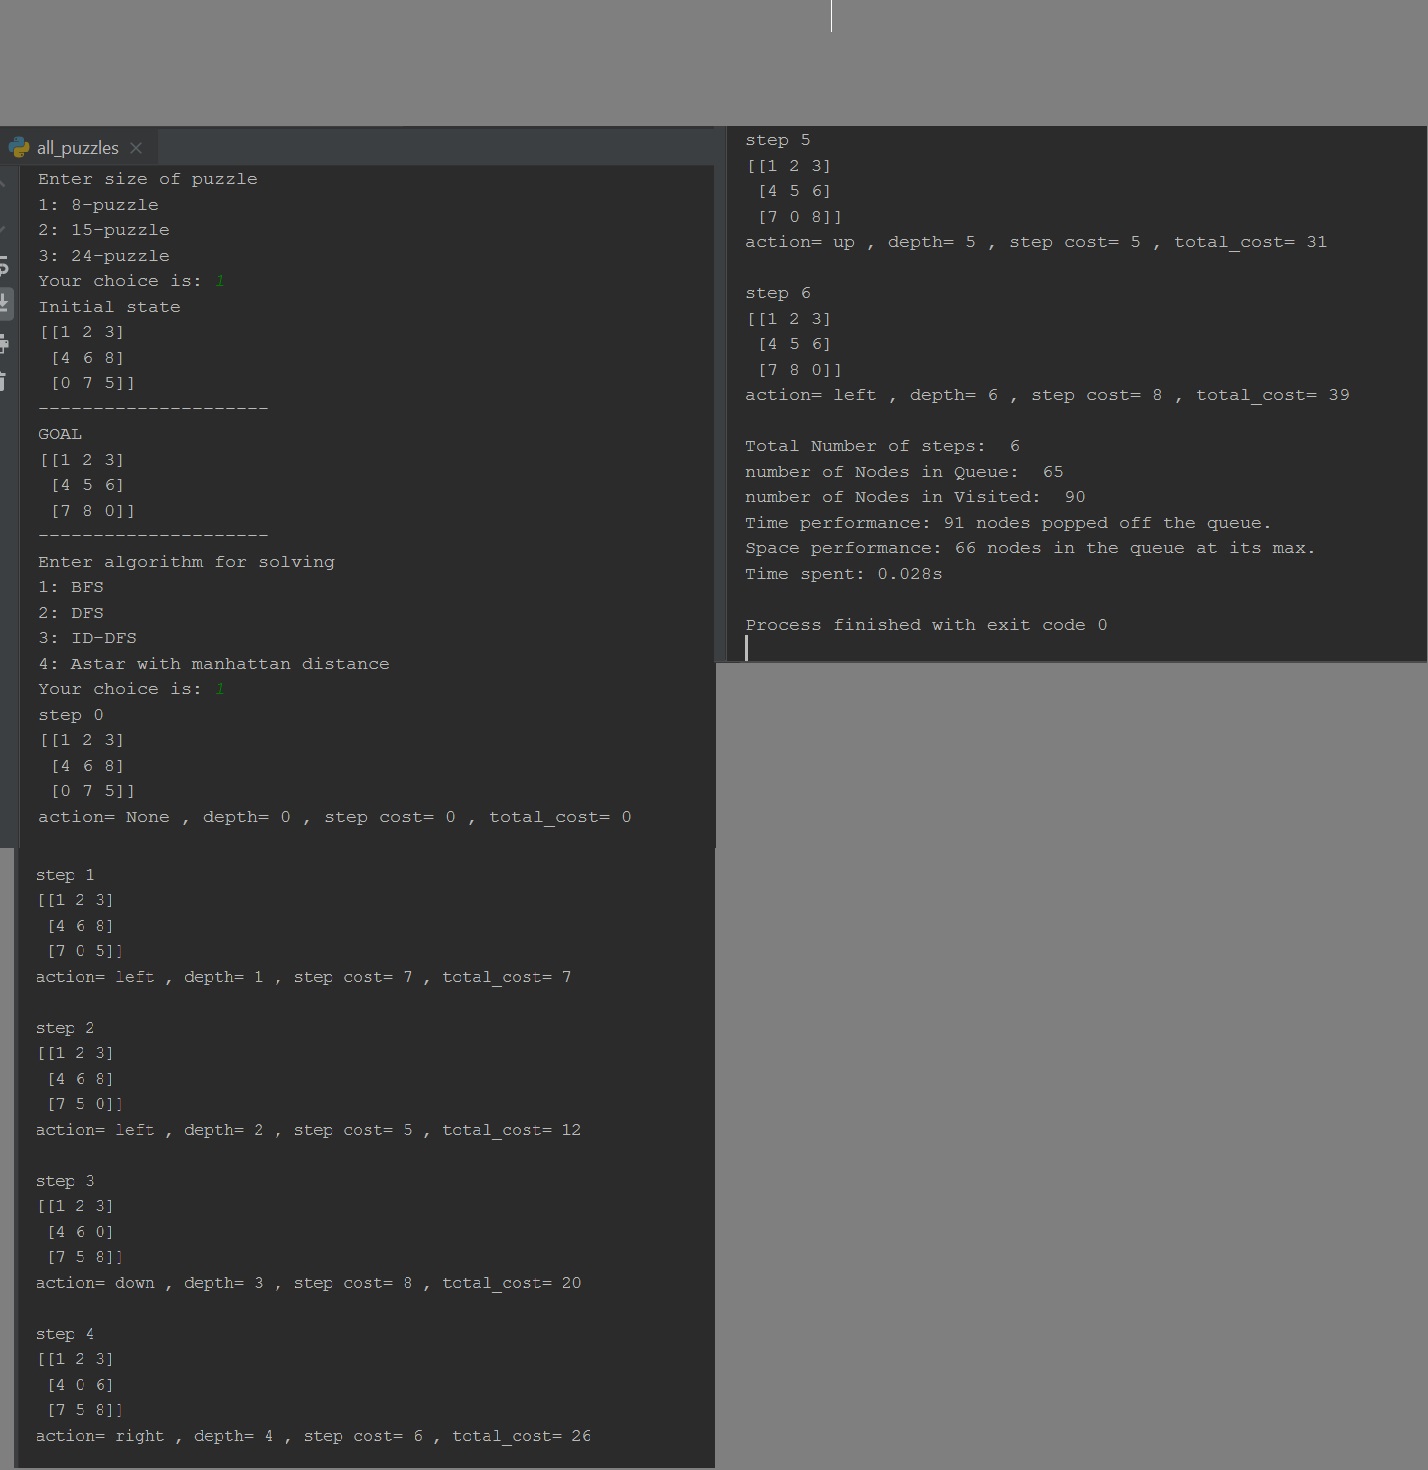 all_puzzles
Enter size of puzzle
1: 8-puzzle
2: 15-puzzle
3: 24-puzzle
Your choice is: 1
Initial state
[[1 2 3]
 [4 6 8]
 [0 7 5]]
---------------------
GOAL
[[1 2 3]
 [4 5 6]
 [7 8 0]]
---------------------
Enter algorithm for solving
1: BFS
2: DFS
3: ID-DFS
4: Astar with manhattan distance
Your choice is: 1
step 0
[[1 2 3]
 [4 6 8]
 [0 7 5]]
action= None , depth= 0 , step cost= 0 , total_cost= 0
step 1
[[1 2 3]
 [4 6 8]
 [7 0 5]]
action= left , depth= 1 , step cost= 7 , total_cost= 7
step 2
[[1 2 3]
 [4 6 8]
 [7 5 0]]
action= left , depth= 2 , step cost= 5 , total_cost= 12
step 3
[[1 2 3]
 [4 6 0]
 [7 5 8]]
action= down , depth= 3 , step cost= 8 , total_cost= 20
step 4
[[1 2 3]
 [4 0 6]
 [7 5 8]]
action= right , depth= 4 , step cost= 6 , total_cost= 26
step 5
[[1 2 3]
 [4 5 6]
 [7 0 8]]
action= up , depth= 5 , step cost= 5 , total_cost= 31
step 6
[[1 2 3]
 [4 5 6]
 [7 8 0]]
action= left , depth= 6 , step cost= 8 , total_cost= 39
Total Number of steps:  6
number of Nodes in Queue:  65
number of Nodes in Visited:  90
Time performance: 91 nodes popped off the queue.
Space performance: 66 nodes in the queue at its max.
Time spent: 0.028s
Process finished with exit code 0